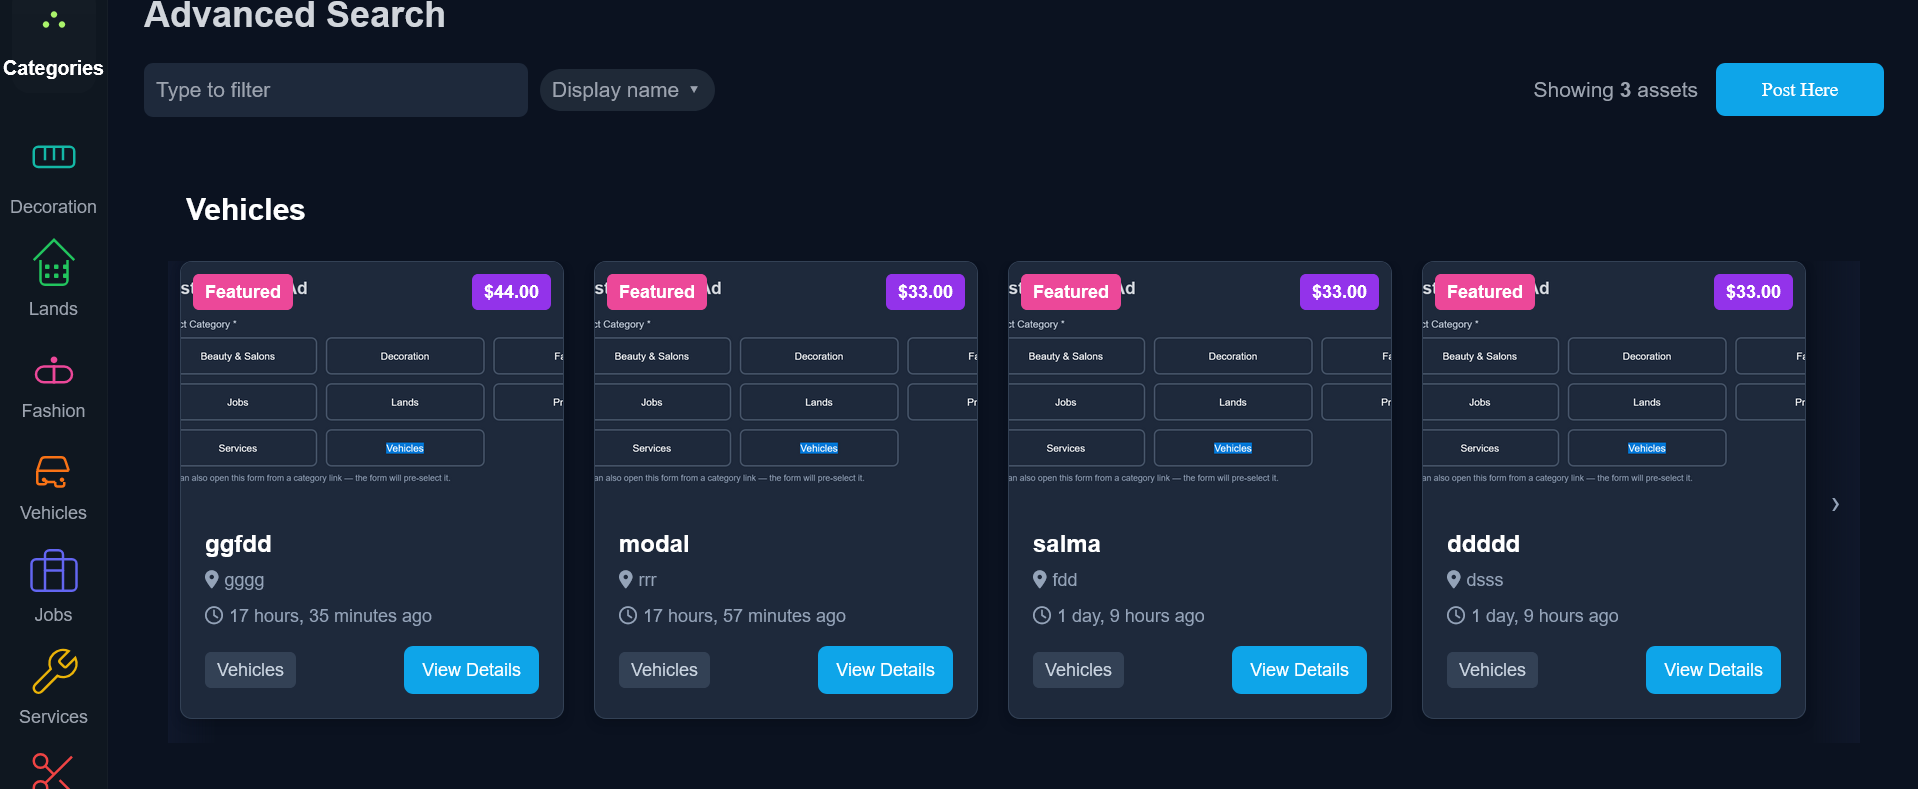 Advanced Search
Categories
Type to filter
Display name ▼
Showing 3 assets
Post Here
Decoration
Lands
Fashion
Vehicles
Jobs
Services
Vehicles
Featured
$44.00
ct Category *
Beauty & Salons
Decoration
Fa
Jobs
Lands
Pr
Services
Vehicles
an also open this form from a category link — the form will pre-select it.
ggfdd
gggg
17 hours, 35 minutes ago
Vehicles
View Details
Featured
$33.00
ct Category *
Beauty & Salons
Decoration
Fa
Jobs
Lands
Pr
Services
Vehicles
an also open this form from a category link — the form will pre-select it.
modal
rrr
17 hours, 57 minutes ago
Vehicles
View Details
Featured
$33.00
ct Category *
Beauty & Salons
Decoration
Fa
Jobs
Lands
Pr
Services
Vehicles
an also open this form from a category link — the form will pre-select it.
salma
fdd
1 day, 9 hours ago
Vehicles
View Details
Featured
$33.00
ct Category *
Beauty & Salons
Decoration
Fa
Jobs
Lands
Pr
Services
Vehicles
an also open this form from a category link — the form will pre-select it.
ddddd
dsss
1 day, 9 hours ago
Vehicles
View Details